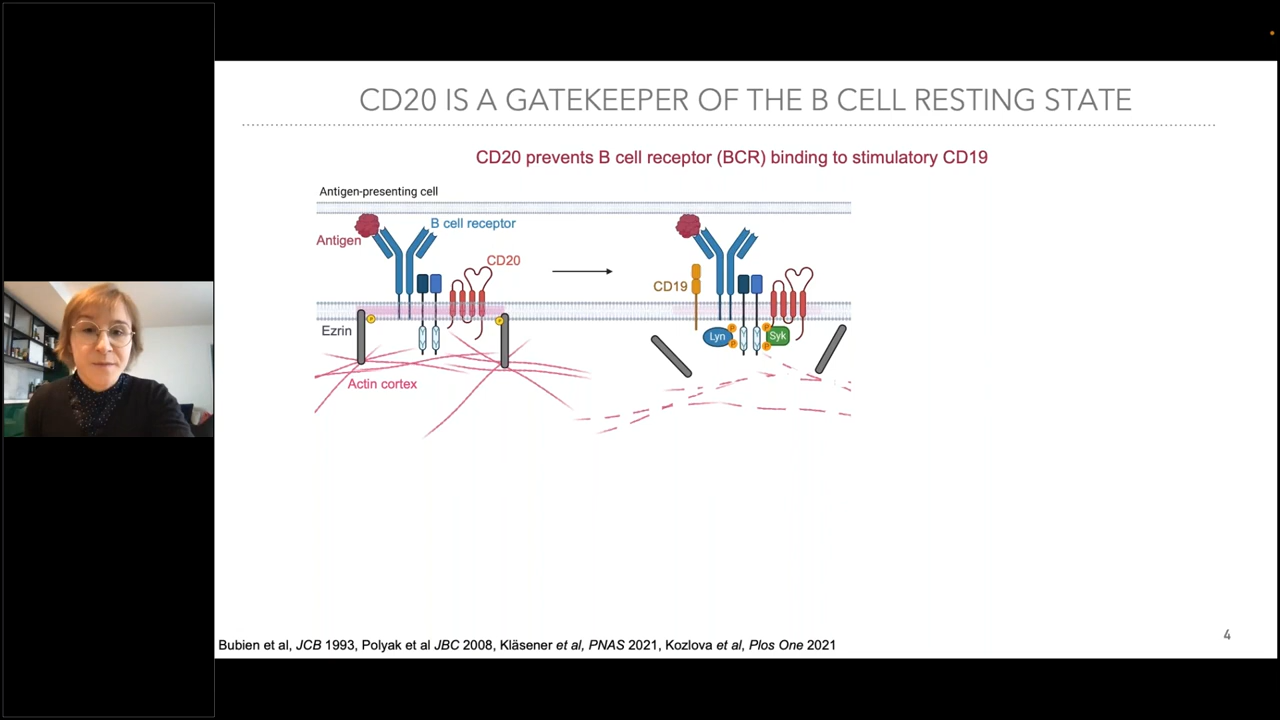 CD20 IS A GATEKEEPER OF THE B CELL RESTING STATE
CD20 prevents B cell receptor (BCR) binding to stimulatory CD19
Antigen-presenting cell
B cell receptor
Antigen
CD20
CD19
Ezrin
P
P
Lyn
P
P
P
P
Syk
Actin cortex
4
Bubien et al, JCB 1993, Polyak et al JBC 2008, Kläsener et al, PNAS 2021, Kozlova et al, Plos One 2021